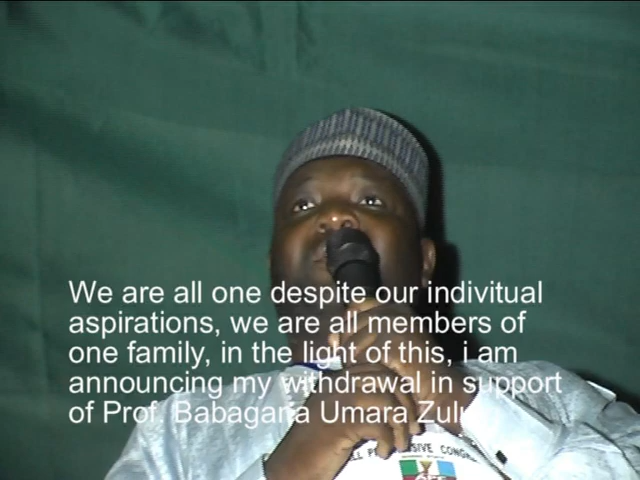 We are all one despite our indivitual
aspirations, we are all members of
one family, in the light of this, i am
announcing my withdrawal in support
of Prof. Babagana Umara Zulu